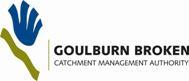 GOULBURN BROKEN
CATCHMENT MANAGEMENT AUTHORITY